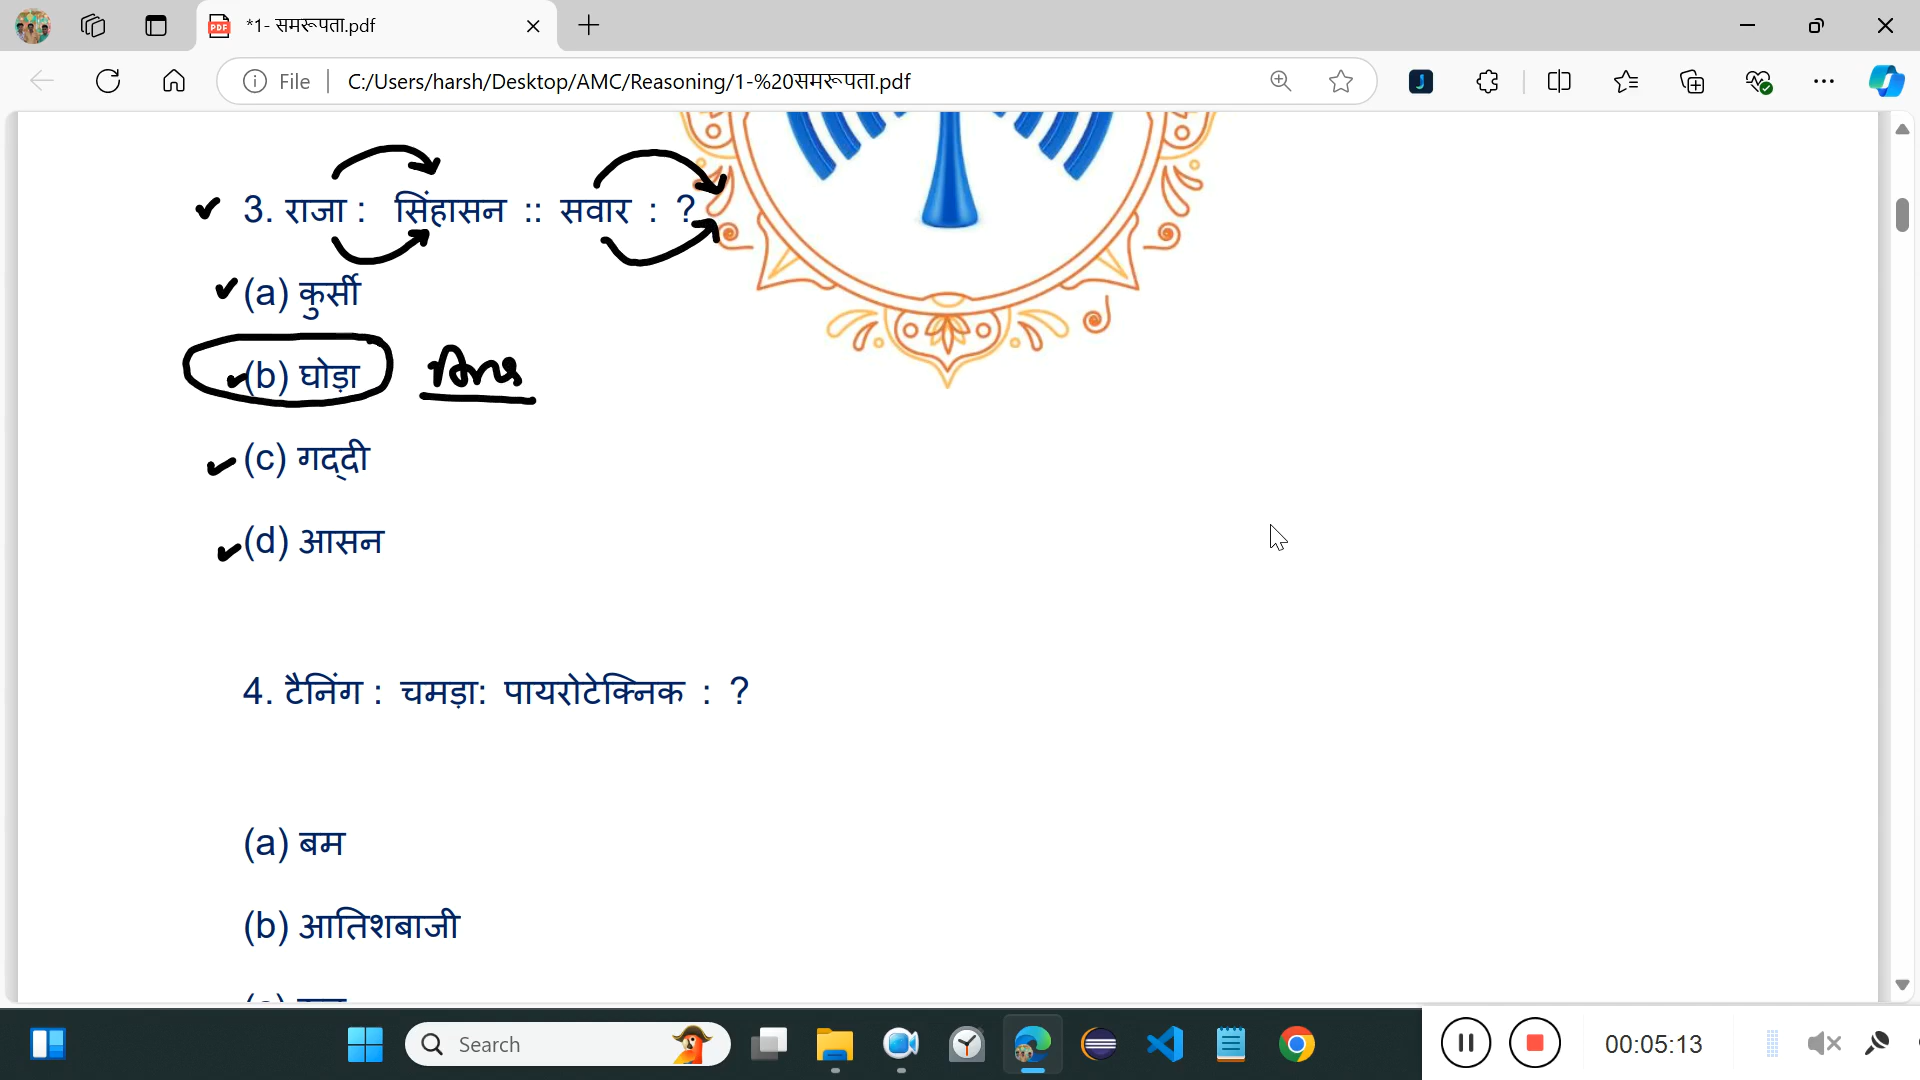 *1- समरूपता.pdf
File
C:/Users/harsh/Desktop/AMC/Reasoning/1-%20समरूपता.pdf
3. राजा : सिंहासन :: सवार : ?
(a) कुर्सी
(b) घोड़ा Ans
(c) गद्दी
(d) आसन
4. टैनिंग : चमड़ा: पायरोटेक्निक : ?
(a) बम
(b) आतिशबाजी
Search
00:05:13